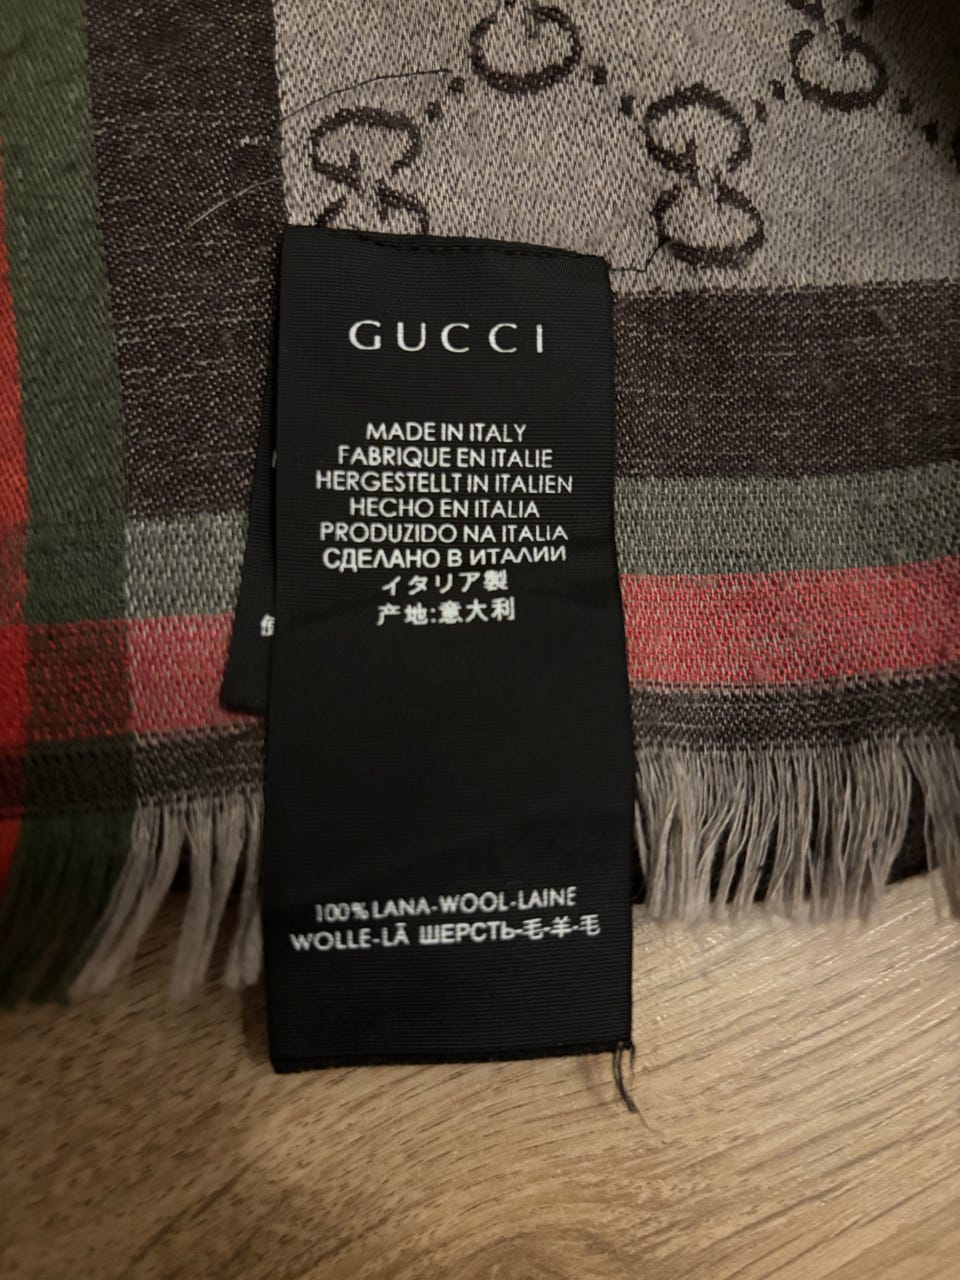 GUCCI
MADE IN ITALY
FABRIQUE EN ITALIE
HERGESTELLT IN ITALIEN
HECHO EN ITALIA
PRODUZIDO NA ITALIA
СДЕЛАНО В ИТАЛИИ
イタリア製
产地:意大利
100% LANA-WOOL-LAINE
WOLLE-LÃ ШЕРСТЬ-毛-羊-毛